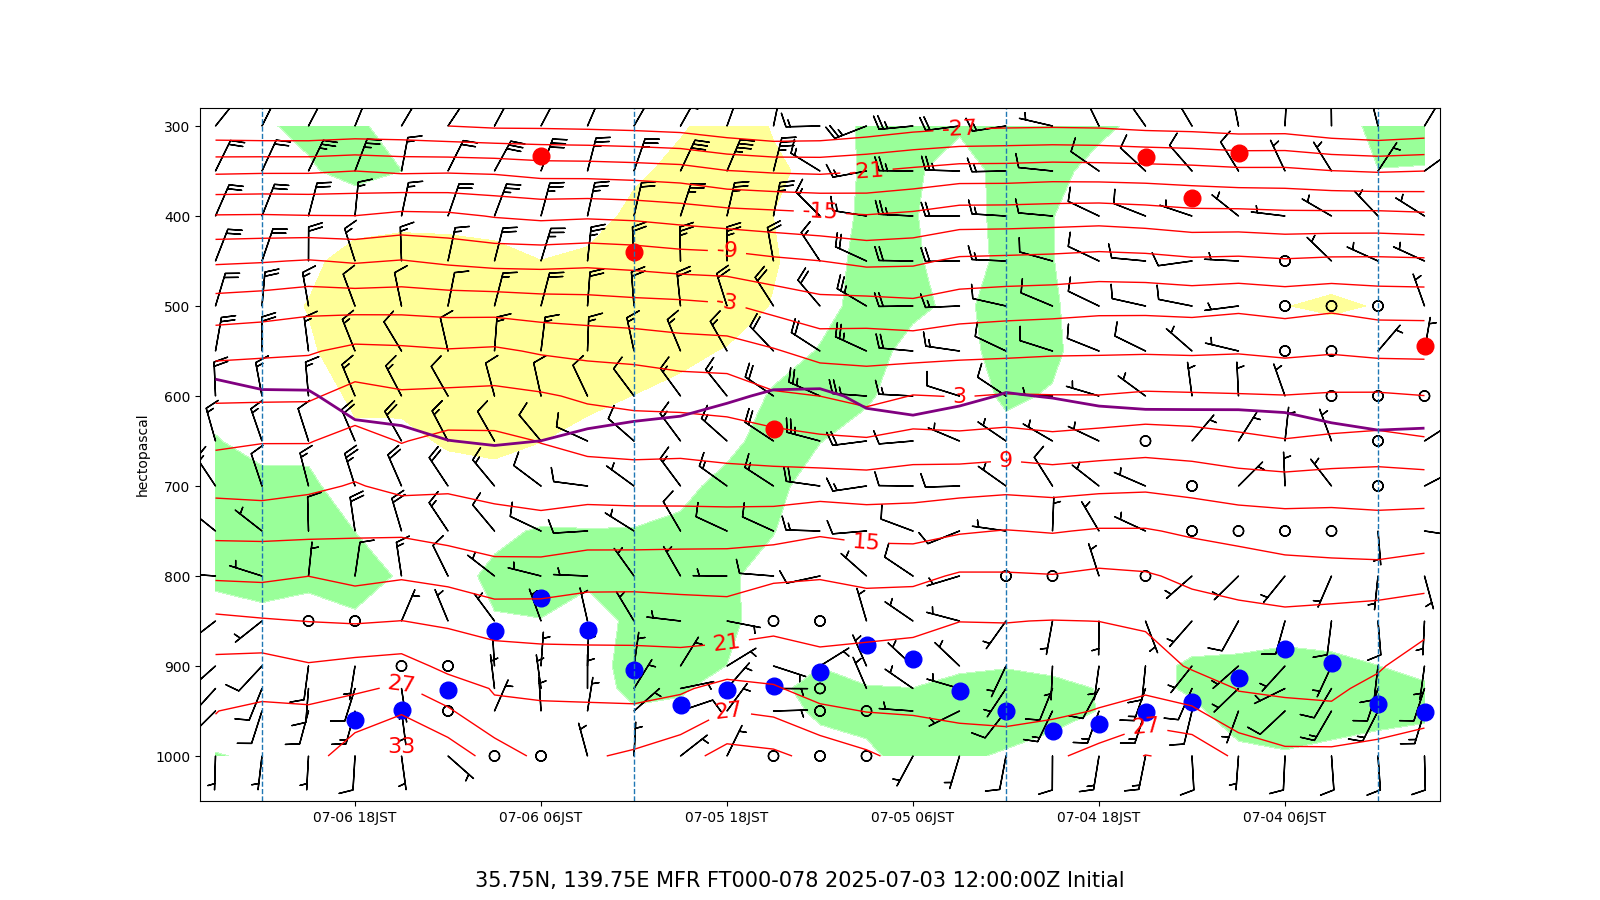 300
400
500
600
700
800
900
1000
hectopascal
-27
-21
-15
-9
-3
3
9
15
21
27
27
27
33
07-06 18JST
07-06 06JST
07-05 18JST
07-05 06JST
07-04 18JST
07-04 06JST
35.75N, 139.75E MFR FT000-078 2025-07-03 12:00:00Z Initial